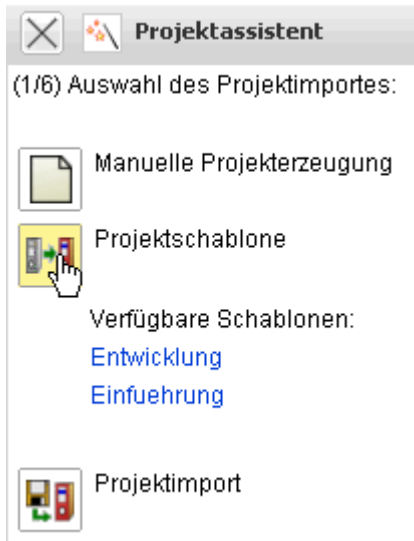 Projektassistent
(1/6) Auswahl des Projektimportes:
Manuelle Projekterzeugung
Projektschablone
Verfügbare Schablonen:
Entwicklung
Einfuehrung
Projektimport